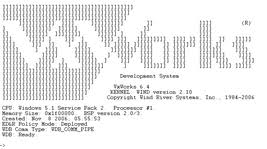 (R)
Development System
VxWorks 6.4
KERNEL WIND version 2.10
Copyright Wind River Systems, Inc., 1984-2006
CPU: Windows 5.1 Service Pack 2 Processor #1
Memory Size: 0x1f00000 BSP version 2.0/3
Created: Nov 8 2006, 05:55:53
ED&R Policy Mode: Deployed
WDB Comm Type: WDB_COMM_PIPE
WDB: Ready.
->